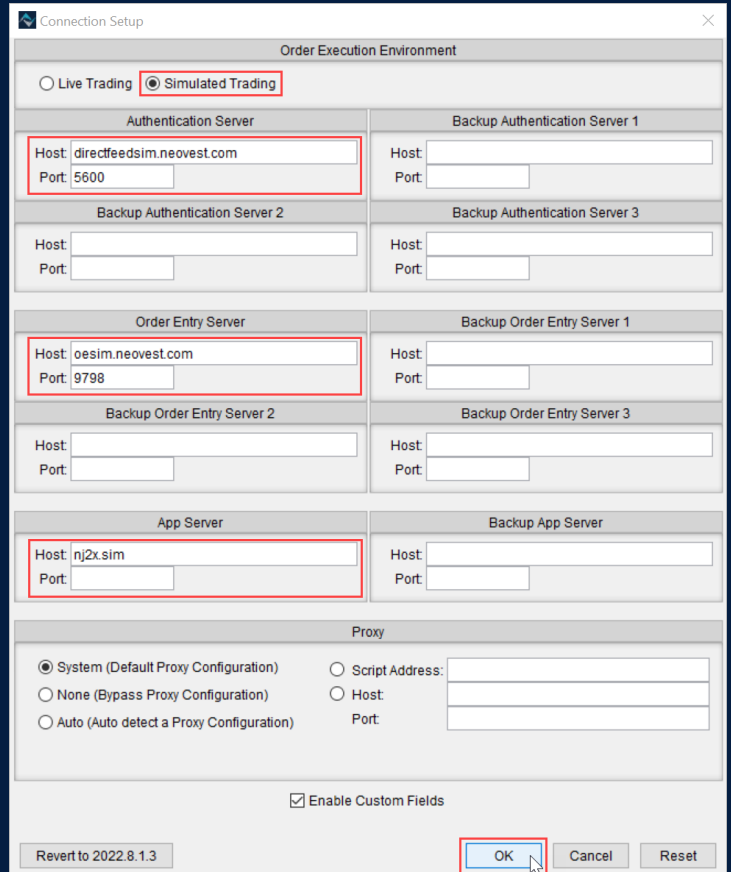 Connection Setup
Order Execution Environment
Live Trading Simulated Trading
Authentication Server Backup Authentication Server 1
Host: directfeedsim.neovest.com Host:
Port: 5600 Port:
Backup Authentication Server 2 Backup Authentication Server 3
Host: Host:
Port: Port:
Order Entry Server Backup Order Entry Server 1
Host: oesim.neovest.com Host:
Port: 9798 Port:
Backup Order Entry Server 2 Backup Order Entry Server 3
Host: Host:
Port: Port:
App Server Backup App Server
Host: nj2x.sim Host:
Port: Port:
Proxy
System (Default Proxy Configuration) Script Address:
None (Bypass Proxy Configuration) Host:
Auto (Auto detect a Proxy Configuration) Port:
Enable Custom Fields
Revert to 2022.8.1.3 OK Cancel Reset